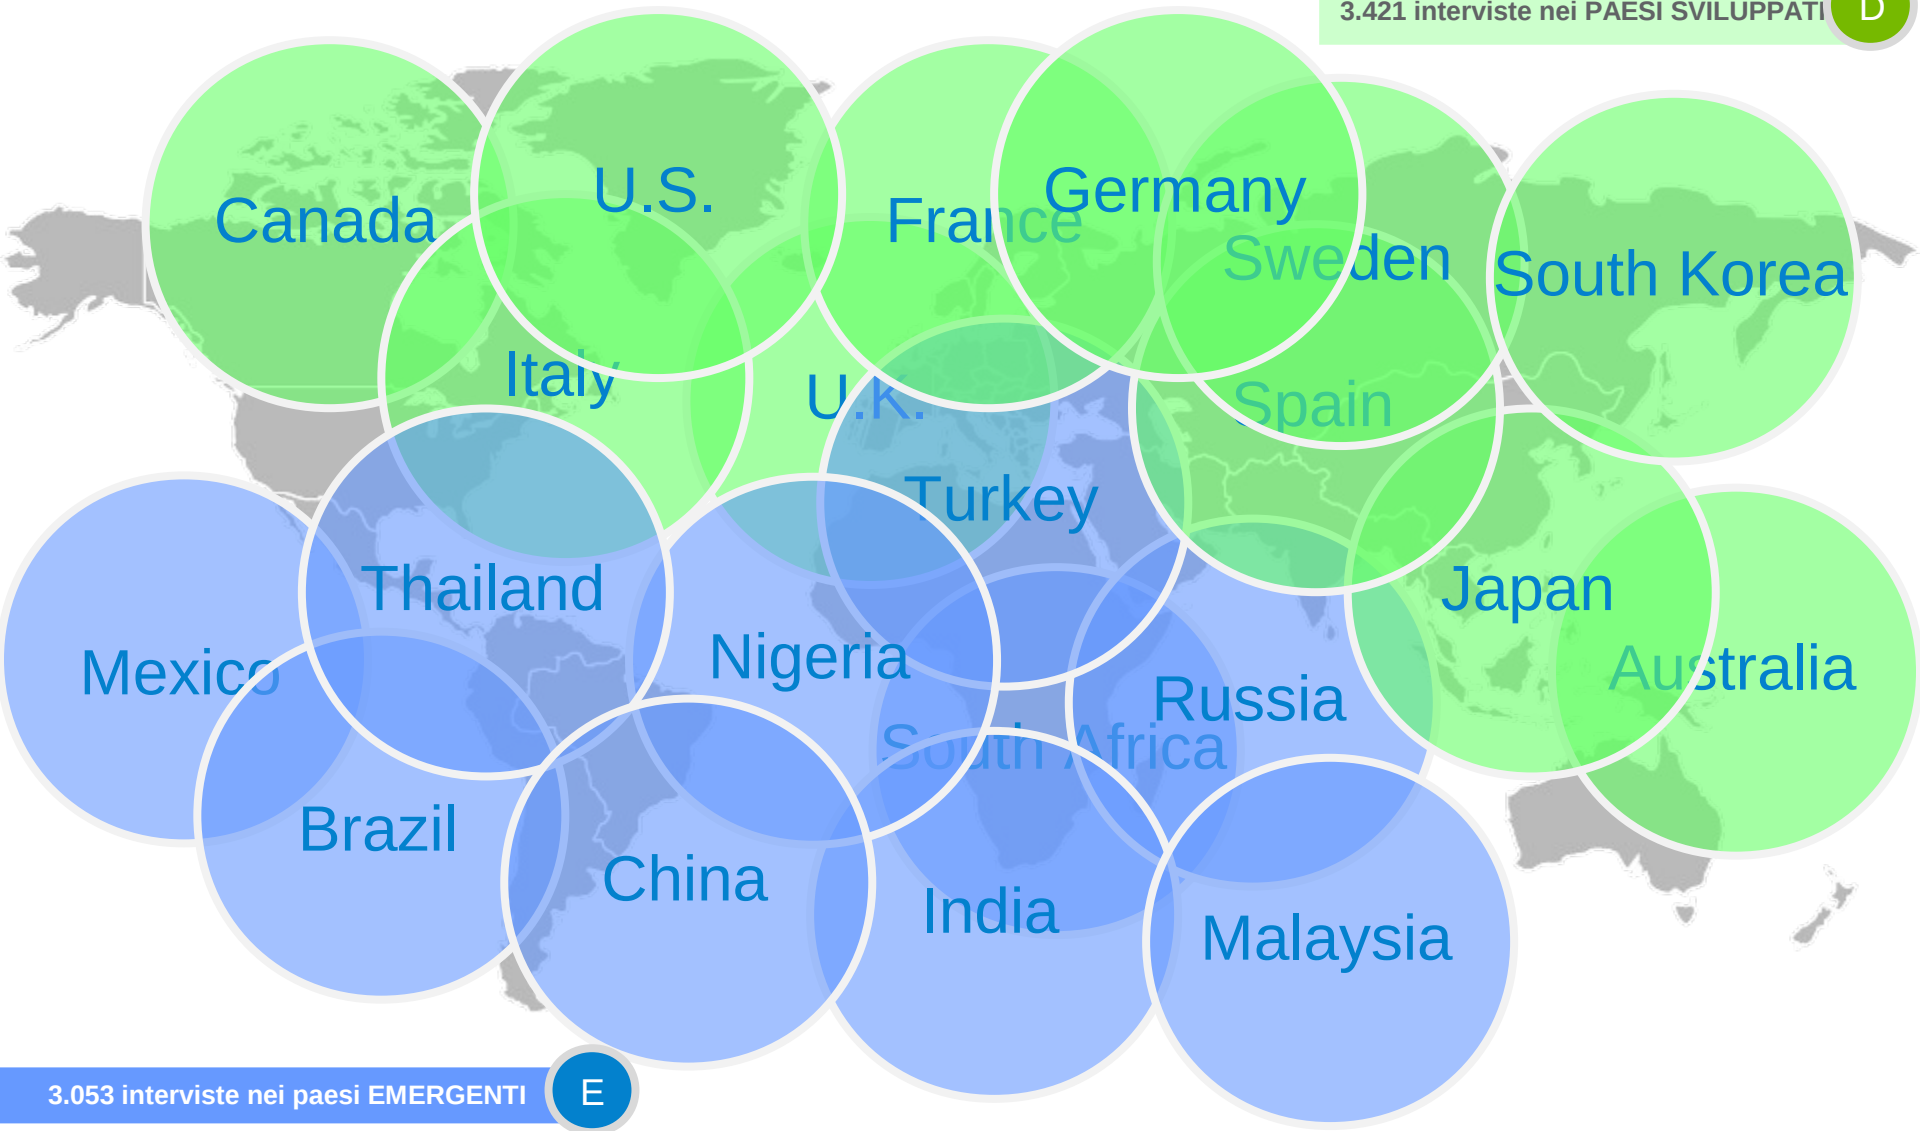 3.421 interviste nei PAESI SVILUPPATI
D
U.S.
Germany
Canada
France
Sweden
South Korea
Italy
U.K.
Spain
Turkey
Thailand
Japan
Nigeria
Mexico
Australia
Russia
South Africa
Brazil
China
India
Malaysia
3.053 interviste nei paesi EMERGENTI
E